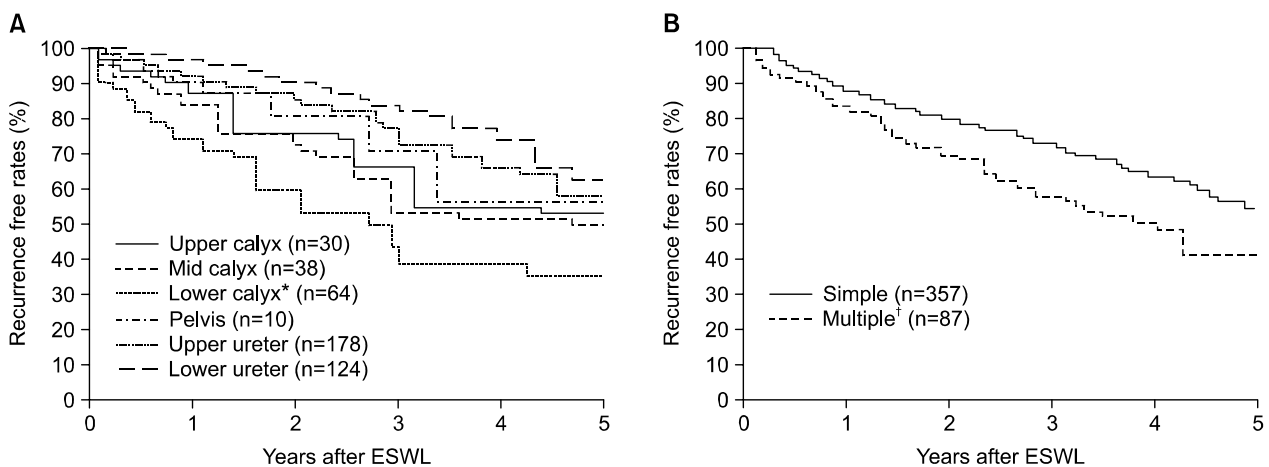 A
Recurrence free rates (%)
100
90
80
70
60
50
40
30
20
10
0
Upper calyx (n=30)
Mid calyx (n=38)
Lower calyx* (n=64)
Pelvis (n=10)
Upper ureter (n=178)
Lower ureter (n=124)
0 1 2 3 4 5
Years after ESWL
B
Recurrence free rates (%)
100
90
80
70
60
50
40
30
20
10
0
Simple (n=357)
Multiple† (n=87)
0 1 2 3 4 5
Years after ESWL